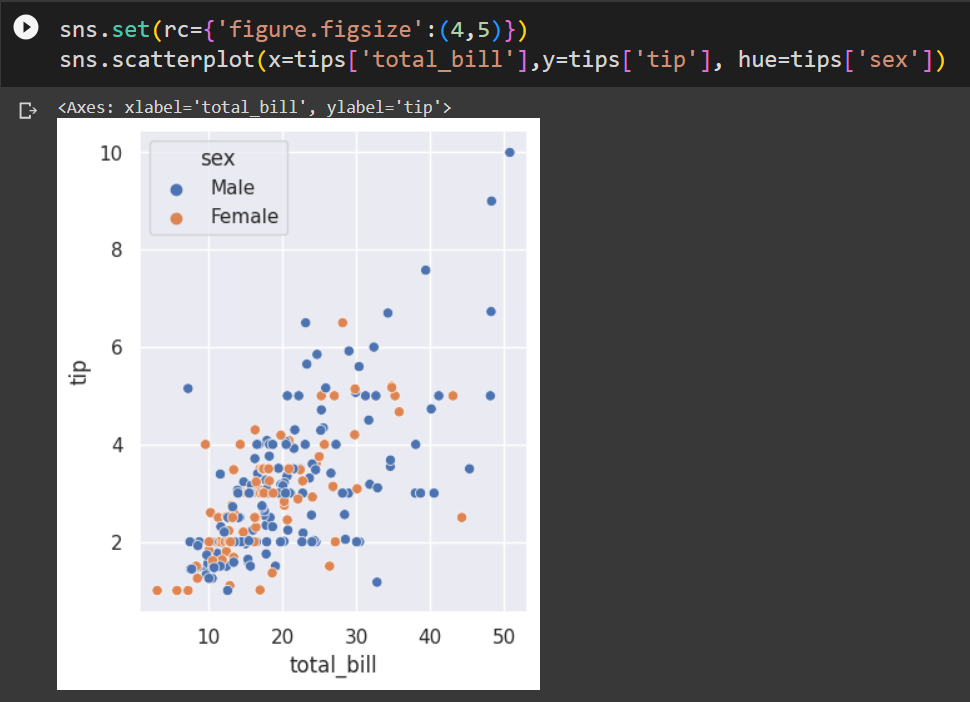 sns.set(rc={'figure.figsize':(4,5)})
sns.scatterplot(x=tips['total_bill'],y=tips['tip'], hue=tips['sex'])
<Axes: xlabel='total_bill', ylabel='tip'>
sex
Male
Female
10
8
6
4
2
tip
10 20 30 40 50
total_bill